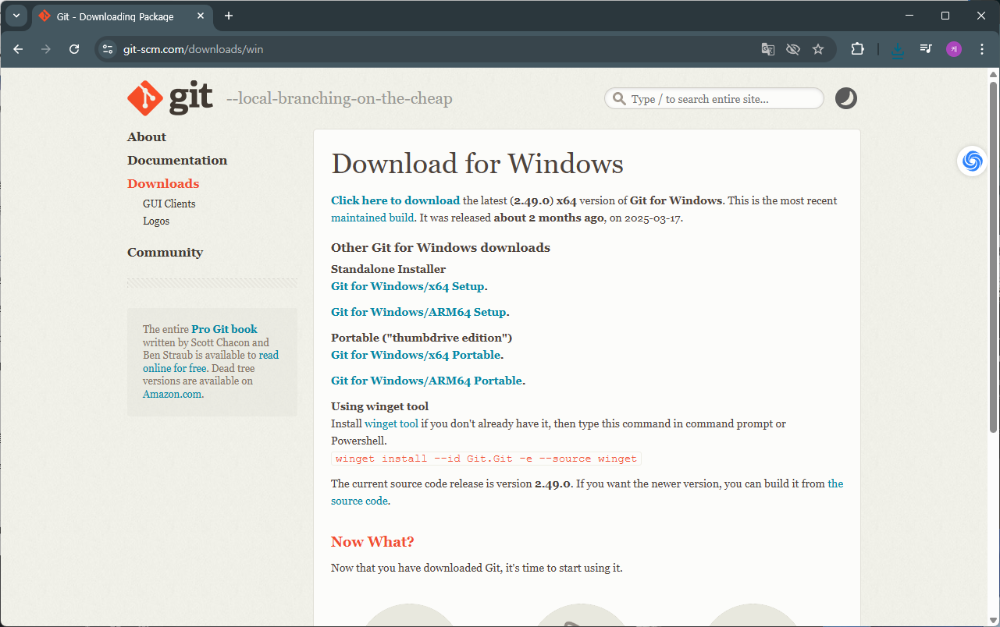 Git - Downloading Package
git-scm.com/downloads/win
케
git
--local-branching-on-the-cheap
Type / to search entire site...
About
Documentation
Downloads
GUI Clients
Logos
Community
The entire Pro Git book
written by Scott Chacon and
Ben Straub is available to read
online for free. Dead tree
versions are available on
Amazon.com.
Download for Windows
Click here to download the latest (2.49.0) x64 version of Git for Windows. This is the most recent
maintained build. It was released about 2 months ago, on 2025-03-17.
Other Git for Windows downloads
Standalone Installer
Git for Windows/x64 Setup.
Git for Windows/ARM64 Setup.
Portable ("thumbdrive edition")
Git for Windows/x64 Portable.
Git for Windows/ARM64 Portable.
Using winget tool
Install winget tool if you don't already have it, then type this command in command prompt or
Powershell.
winget install --id Git.Git -e --source winget
The current source code release is version 2.49.0. If you want the newer version, you can build it from the
source code.
Now What?
Now that you have downloaded Git, it's time to start using it.